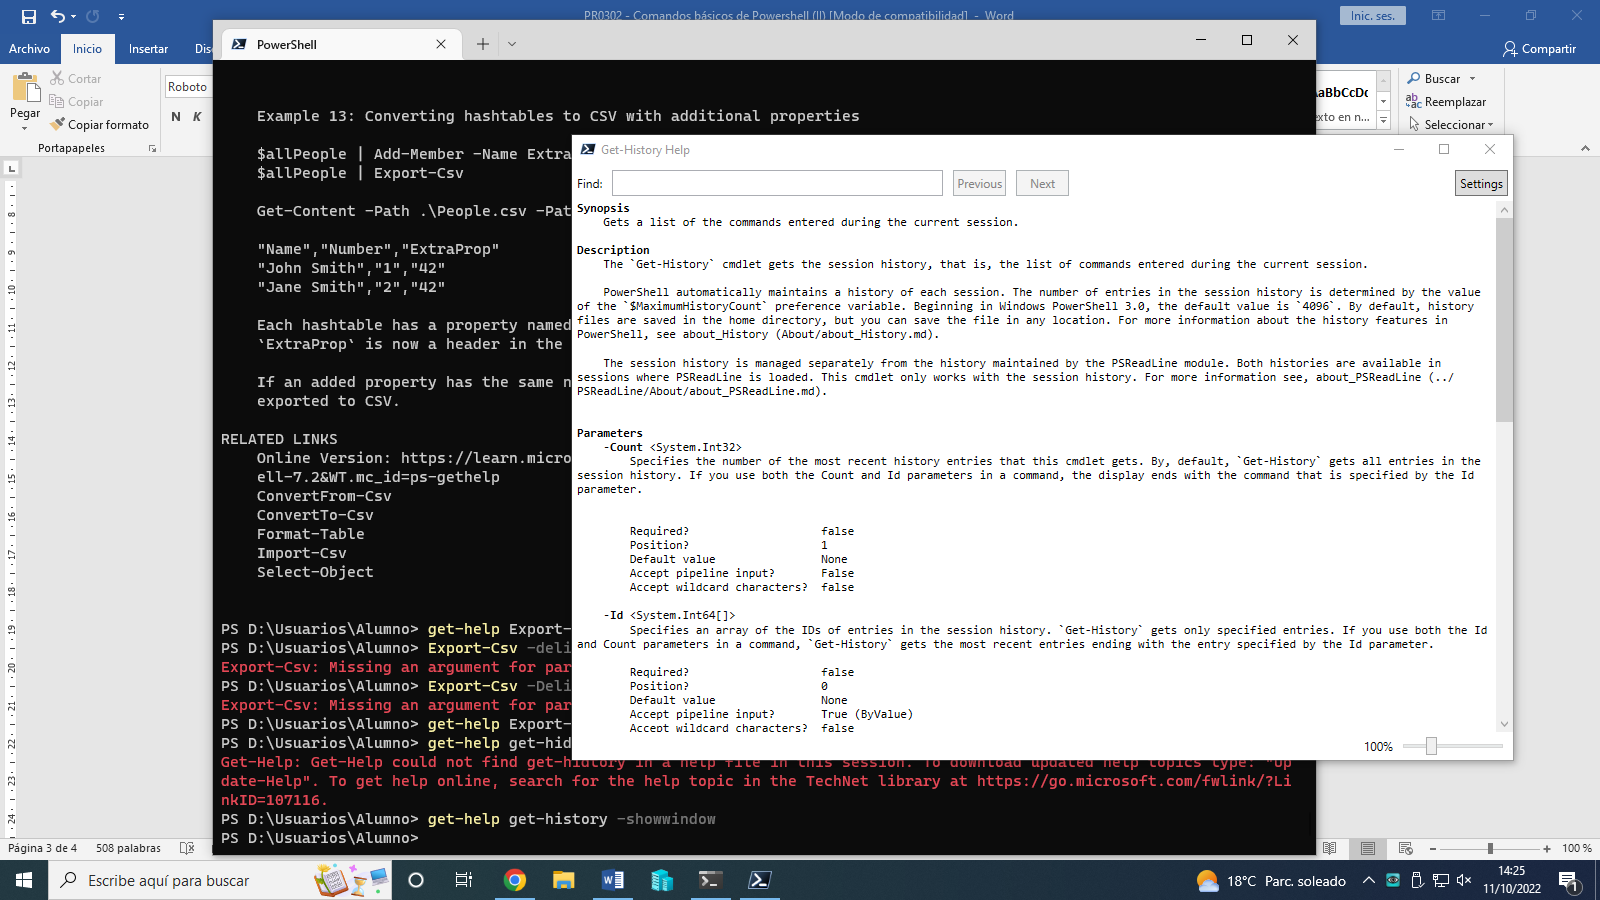 PR0302 - Comandos básicos de Powershell (II) [Modo de compatibilidad] - Word
Inic. ses.
Archivo
Inicio
Insertar
Compartir
Pegar
Cortar
Copiar
Copiar formato
Portapapeles
Roboto
N K
AaBbCcDc
Buscar
Reemplazar
Seleccionar
PowerShell
Example 13: Converting hashtables to CSV with additional properties
$allPeople | Add-Member -Name Extra
$allPeople | Export-Csv
Get-Content -Path .\People.csv -Pat
"Name","Number","ExtraProp"
"John Smith","1","42"
"Jane Smith","2","42"
Each hashtable has a property named
`ExtraProp` is now a header in the
If an added property has the same n
exported to CSV.
RELATED LINKS
Online Version: https://learn.micro
ell-7.2&WT.mc_id=ps-gethelp
ConvertFrom-Csv
ConvertTo-Csv
Format-Table
Import-Csv
Select-Object
PS D:\Usuarios\Alumno> get-help Export-
PS D:\Usuarios\Alumno> Export-Csv -deli
Export-Csv: Missing an argument for par
PS D:\Usuarios\Alumno> Export-Csv -Deli
Export-Csv: Missing an argument for par
PS D:\Usuarios\Alumno> get-help Export-
PS D:\Usuarios\Alumno> get-help get-hid
Get-Help: Get-Help could not find get-hidtory in a help file in this session. To download updated help topics type: "Up
date-Help". To get help online, search for the help topic in the TechNet library at https://go.microsoft.com/fwlink/?Li
nkID=107116.
PS D:\Usuarios\Alumno> get-help get-history -showwindow
PS D:\Usuarios\Alumno>
Get-History Help
Find:
Previous
Next
Settings
Synopsis
Gets a list of the commands entered during the current session.
Description
The `Get-History` cmdlet gets the session history, that is, the list of commands entered during the current session.
PowerShell automatically maintains a history of each session. The number of entries in the session history is determined by the value
of the `$MaximumHistoryCount` preference variable. Beginning in Windows PowerShell 3.0, the default value is `4096`. By default, history
files are saved in the home directory, but you can save the file in any location. For more information about the history features in
PowerShell, see about_History (About/about_History.md).
The session history is managed separately from the history maintained by the PSReadLine module. Both histories are available in
sessions where PSReadLine is loaded. This cmdlet only works with the session history. For more information see, about_PSReadLine (../
PSReadLine/About/about_PSReadLine.md).
Parameters
-Count <System.Int32>
Specifies the number of the most recent history entries that this cmdlet gets. By, default, `Get-History` gets all entries in the
session history. If you use both the Count and Id parameters in a command, the display ends with the command that is specified by the Id
parameter.
Required? false
Position? 1
Default value None
Accept pipeline input? False
Accept wildcard characters? false
-Id <System.Int64[]>
Specifies an array of the IDs of entries in the session history. `Get-History` gets only specified entries. If you use both the Id
and Count parameters in a command, `Get-History` gets the most recent entries ending with the entry specified by the Id parameter.
Required? false
Position? 0
Default value None
Accept pipeline input? True (ByValue)
Accept wildcard characters? false
100%
Página 3 de 4
508 palabras
100 %
Escribe aquí para buscar
18°C Parc. soleado
14:25
11/10/2022
1